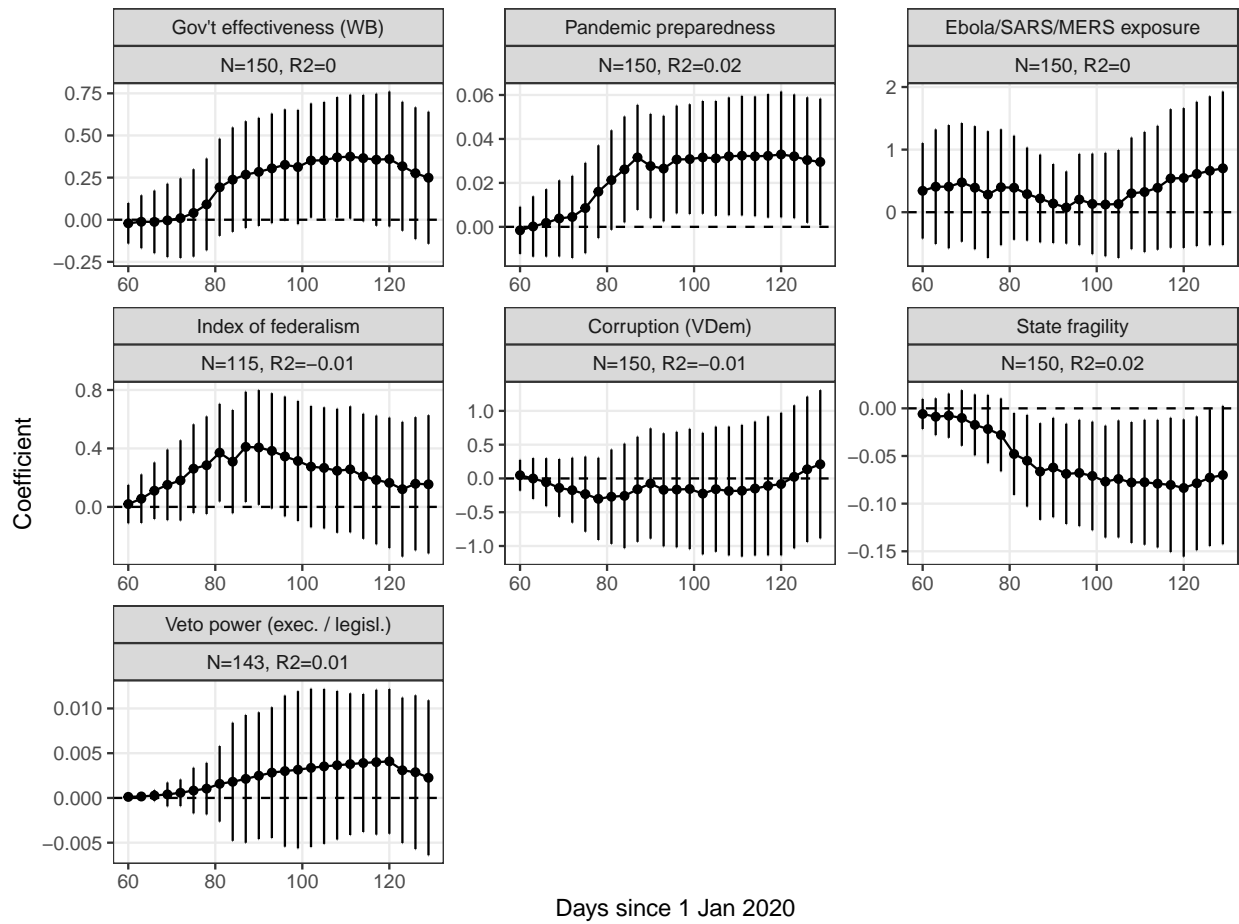 Gov't effectiveness (WB)
N=150, R2=0
0.75
0.50
0.25
0.00
−0.25
60 80 100 120
Pandemic preparedness
N=150, R2=0.02
0.06
0.04
0.02
0.00
60 80 100 120
Ebola/SARS/MERS exposure
N=150, R2=0
2
1
0
60 80 100 120
Index of federalism
N=115, R2=−0.01
0.8
0.4
0.0
60 80 100 120
Corruption (VDem)
N=150, R2=−0.01
1.0
0.5
0.0
−0.5
−1.0
60 80 100 120
State fragility
N=150, R2=0.02
0.00
−0.05
−0.10
−0.15
60 80 100 120
Veto power (exec. / legisl.)
N=143, R2=0.01
0.010
0.005
0.000
−0.005
60 80 100 120
Coefficient
Days since 1 Jan 2020